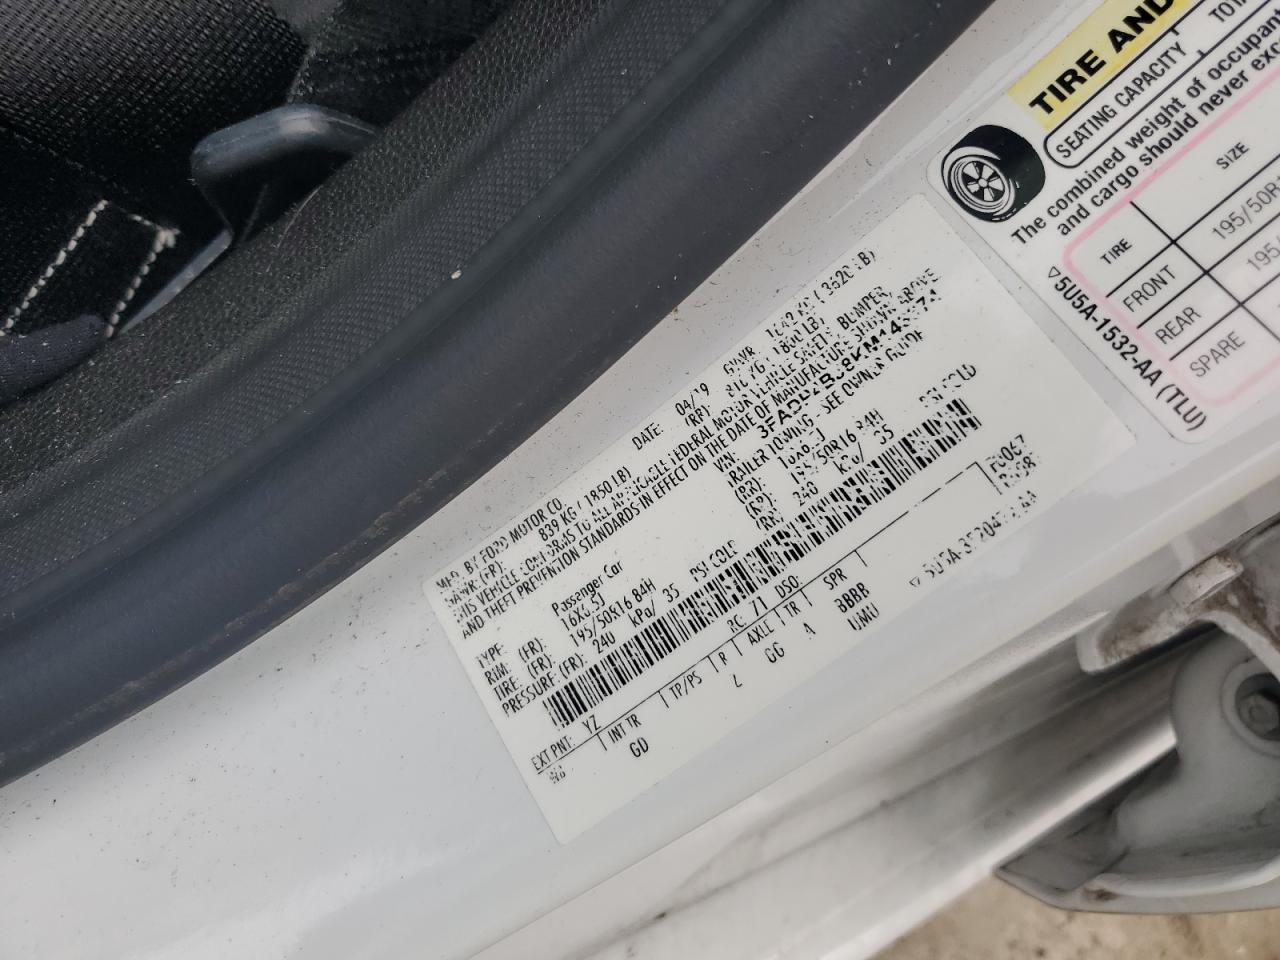 MFD. BY FORD MOTOR CO.
DATE: 04/19
GAWR (FR): 839 KG / 1850 LB)
(RR): KG ( 1850 LB)
THIS VEHICLE CONFORMS TO ALL APPLICABLE FEDERAL MOTOR VEHICLE SAFETY, BUMPER,
AND THEFT PREVENTION STANDARDS IN EFFECT ON THE DATE OF MANUFACTURE SHOWN ABOVE
VIN:
TYPE: Passenger Car
TRAILER TOWING - SEE OWNER GUIDE
RIM: (FR): 16X6.5J
(RR): 16X6.5J
TIRE: (FR): 195/50R16 84H
(RR): 195/50R16 84H
PRESSURE: (FR): 240 kPa/ 35 PSI COLD
(RR): 240 kPa/ 35 PSI COLD
EXT PNT: YZ
RC: 71 DSO:
INT TR
TP/PS
R
AXLE
TR
SPR
GD
L
GG
A
BBBB
UMU
TIRE AND
SEATING CAPACITY
The combined weight of occupant
and cargo should never
TIRE
SIZE
FRONT
195/50R
REAR
195
SPARE
▽5U5A-1532-AA (TLU)